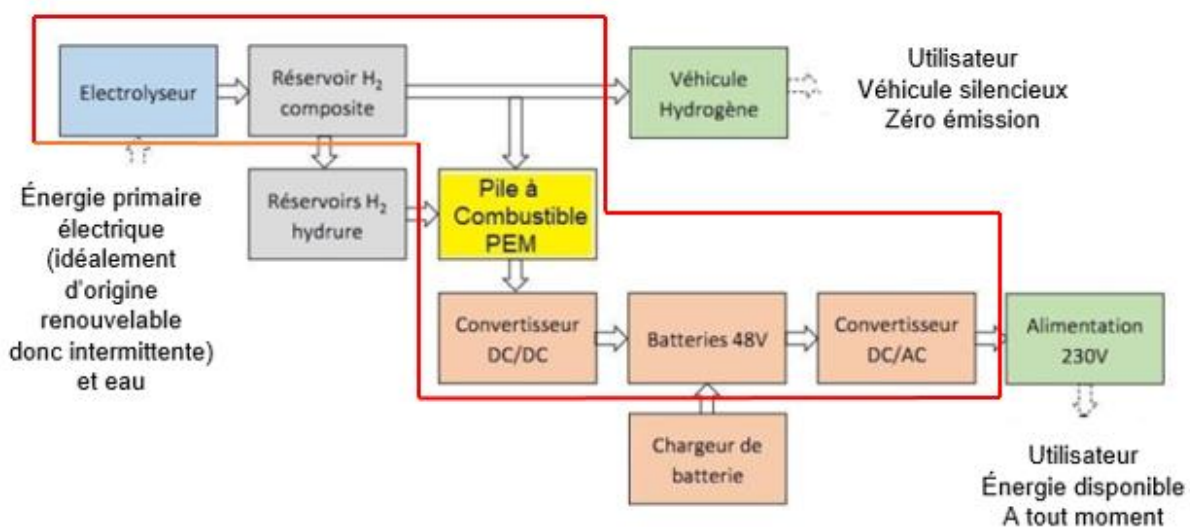 Electrolyseur
Réservoir H₂
composite
Véhicule
Hydrogène
Utilisateur
Véhicule silencieux
Zéro émission
Énergie primaire
électrique
(idéalement
d'origine
renouvelable
donc intermittente)
et eau
Réservoirs H₂
hydrure
Pile à
Combustible
PEM
Convertisseur
DC/DC
Batteries 48V
Convertisseur
DC/AC
Alimentation
230V
Chargeur de
batterie
Utilisateur
Énergie disponible
A tout moment